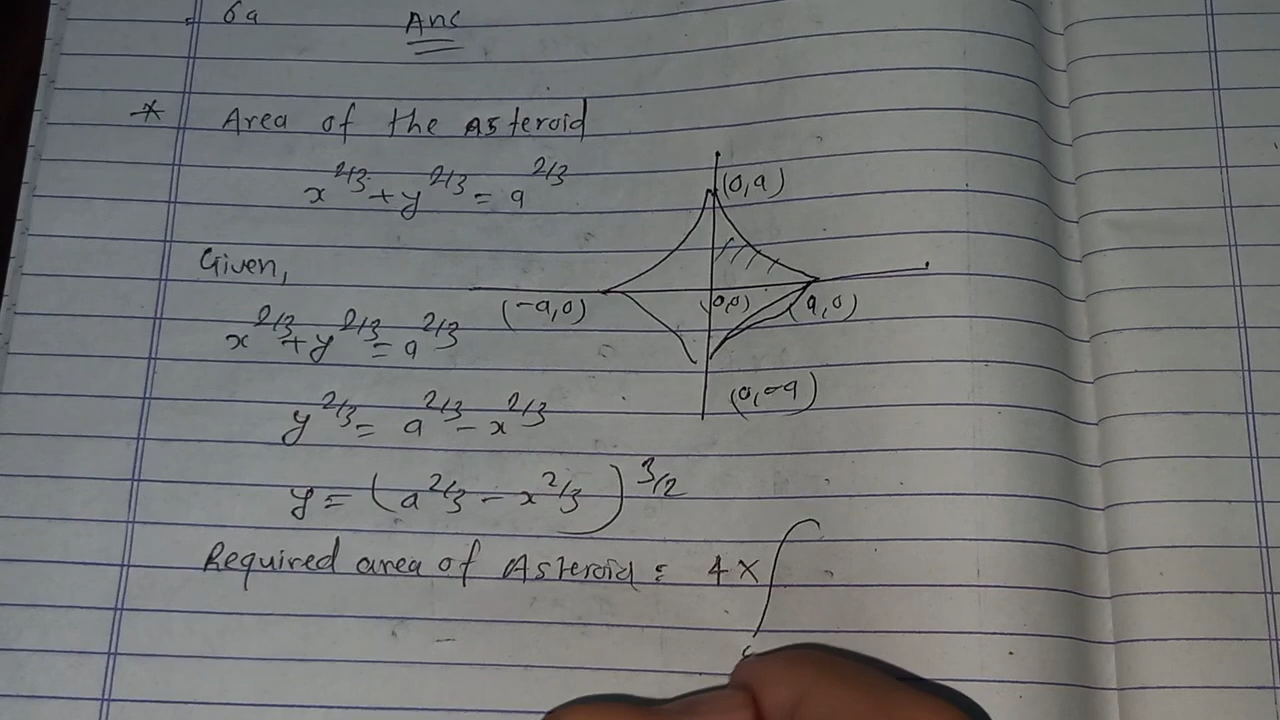 = 6a Ans
* Area of the Asteroid
x^2/3 + y^2/3 = a^2/3
(0,a)
Given,
(-a,0) (0,0) (a,0)
x^2/3 + y^2/3 = a^2/3
(0,-a)
y^2/3 = a^2/3 - x^2/3
y = (a^2/3 - x^2/3)^3/2
Required area of Asteroid = 4 × ∫